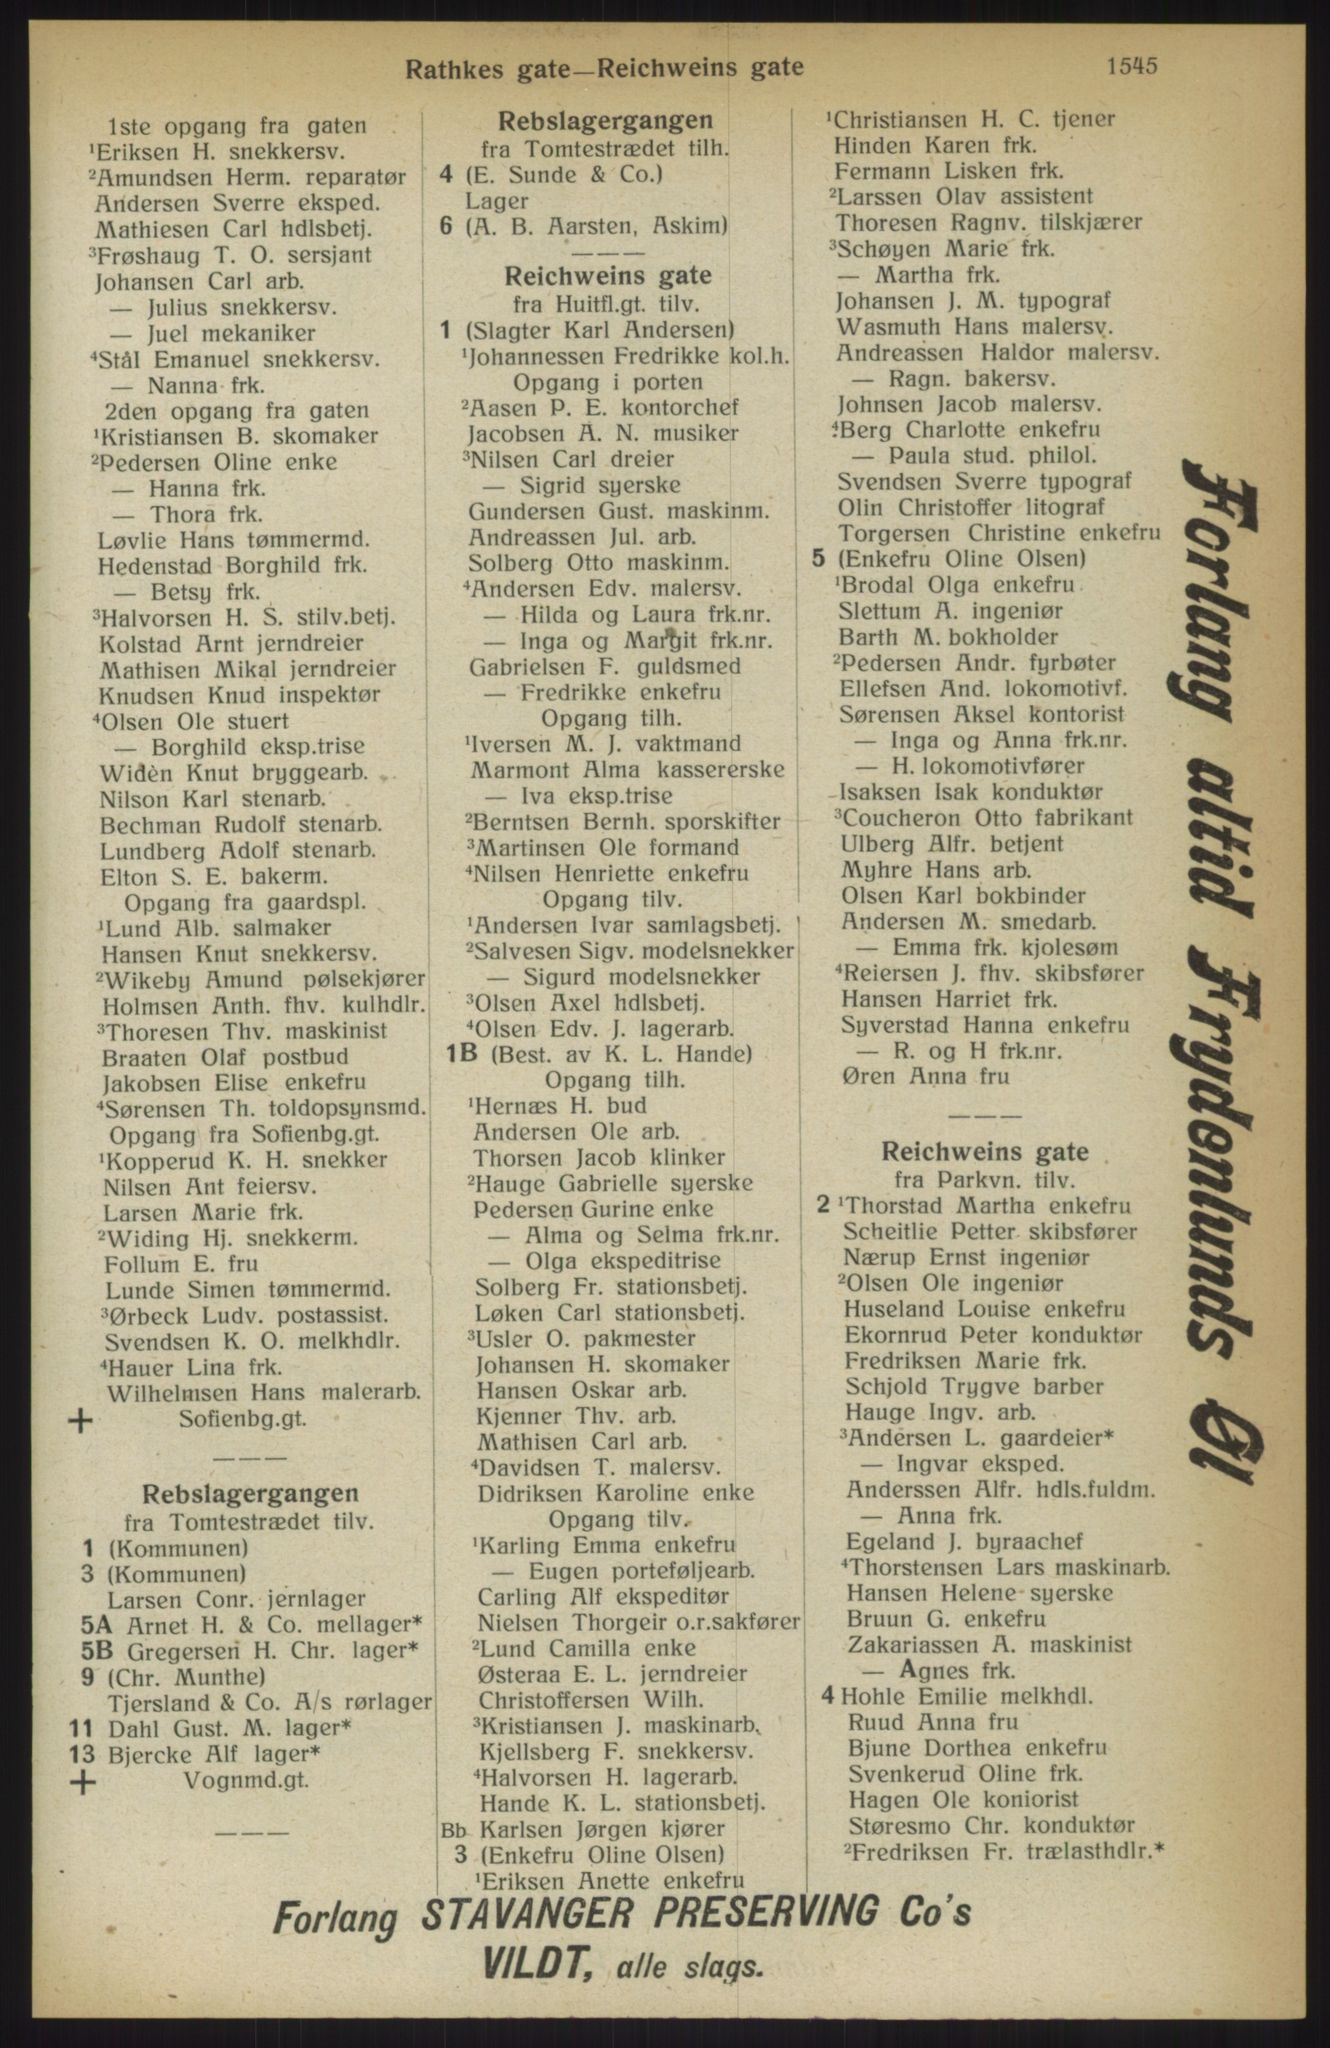 Rathkes gate—Reichweins gate
1545
1ste opgang fra gaten
¹Eriksen H. snekkersv.
²Amundsen Herm. reparatør
Andersen Sverre eksped.
Mathiesen Carl hdlsbetj.
³Frøshaug T. O. sersjant
Johansen Carl arb.
— Julius snekkersv.
— Juel mekaniker
⁴Stål Emanuel snekkersv.
— Nanna frk.
2den opgang fra gaten
¹Kristiansen B. skomaker
²Pedersen Oline enke
— Hanna frk.
— Thora frk.
Løvlie Hans tømmermd.
Hedenstad Borghild frk.
— Betsy frk.
³Halvorsen H. S. stilv.betj.
Kolstad Arnt jerndreier
Mathisen Mikal jerndreier
Knudsen Knud inspektør
⁴Olsen Ole stuert
— Borghild eksp.trise
Widèn Knut bryggearb.
Nilson Karl stenarb.
Bechman Rudolf stenarb.
Lundberg Adolf stenarb.
Elton S. E. bakerm.
Opgang fra gaardspl.
¹Lund Alb. salmaker
Hansen Knut snekkersv.
²Wikeby Amund pølsekjører
Holmsen Anth. fhv. kulhdlr.
³Thoresen Thv. maskinist
Braaten Olaf postbud
Jakobsen Elise enkefru
⁴Sørensen Th. toldopsynsmd.
Opgang fra Sofienbg.gt.
¹Kopperud K. H. snekker
Nilsen Ant feiersv.
Larsen Marie frk.
²Widing Hj. snekkerm.
Follum E. fru
Lunde Simen tømmermd.
³Ørbeck Ludv. postassist.
Svendsen K. O. melkhdlr.
⁴Hauer Lina frk.
Wilhelmsen Hans malerarb.
+ Sofienbg.gt.
———
Rebslagergangen
fra Tomtestrædet tilv.
1 (Kommunen)
3 (Kommunen)
Larsen Conr. jernlager
5A Arnet H. & Co. mellager*
5B Gregersen H. Chr. lager*
9 (Chr. Munthe)
Tjersland & Co. A/s rørlager
11 Dahl Gust. M. lager*
13 Bjercke Alf lager*
+ Vognmd.gt.
———
Rebslagergangen
fra Tomtestrædet tilh.
4 (E. Sunde & Co.)
Lager
6 (A. B. Aarsten, Askim)
———
Reichweins gate
fra Huitfl.gt. tilv.
1 (Slagter Karl Andersen)
¹Johannessen Fredrikke kol.h.
Opgang i porten
²Aasen P. E. kontorchef
Jacobsen A. N. musiker
³Nilsen Carl dreier
— Sigrid syerske
Gundersen Gust. maskinm.
Andreassen Jul. arb.
Solberg Otto maskinm.
⁴Andersen Edv. malersv.
— Hilda og Laura frk.nr.
— Inga og Margit frk.nr.
Gabrielsen F. guldsmed
— Fredrikke enkefru
Opgang tilh.
¹Iversen M. J. vaktmand
Marmont Alma kassererske
— Iva eksp.trise
²Berntsen Bernh. sporskifter
³Martinsen Ole formand
⁴Nilsen Henriette enkefru
Opgang tilv.
¹Andersen Ivar samlagsbetj.
²Salvesen Sigv. modelsnekker
— Sigurd modelsnekker
³Olsen Axel hdlsbetj.
⁴Olsen Edv. J. lagerarb.
1B (Best. av K. L. Hande)
Opgang tilh.
¹Hernæs H. bud
Andersen Ole arb.
Thorsen Jacob klinker
²Hauge Gabrielle syerske
Pedersen Gurine enke
— Alma og Selma frk.nr.
— Olga ekspeditrise
Solberg Fr. stationsbetj.
Løken Carl stationsbetj.
³Usler O. pakmester
Johansen H. skomaker
Hansen Oskar arb.
Kjenner Thv. arb.
Mathisen Carl arb.
⁴Davidsen T. malersv.
Didriksen Karoline enke
Opgang tilv.
¹Karling Emma enkefru
— Eugen porteføljearb.
Carling Alf ekspeditør
Nielsen Thorgeir o.r.sakfører
²Lund Camilla enke
Østeraa E. L. jerndreier
Christoffersen Wilh.
³Kristiansen J. maskinarb.
Kjellsberg F. snekkersv.
⁴Halvorsen H. lagerarb.
Hande K. L. stationsbetj.
Bb Karlsen Jørgen kjører
3 (Enkefru Oline Olsen)
¹Eriksen Anette enkefru
¹Christiansen H. C. tjener
Hinden Karen frk.
Fermann Lisken frk.
²Larssen Olav assistent
Thoresen Ragnv. tilskjærer
³Schøyen Marie frk.
— Martha frk.
Johansen J. M. typograf
Wasmuth Hans malersv.
Andreassen Haldor malersv.
— Ragn. bakersv.
Johnsen Jacob malersv.
⁴Berg Charlotte enkefru
— Paula stud. philol.
Svendsen Sverre typograf
Olin Christoffer litograf
Torgersen Christine enkefru
5 (Enkefru Oline Olsen)
¹Brodal Olga enkefru
Slettum A. ingeniør
Barth M. bokholder
²Pedersen Andr. fyrbøter
Ellefsen And. lokomotivf.
Sørensen Aksel kontorist
— Inga og Anna frk.nr.
— H. lokomotivfører
Isaksen Isak konduktør
³Coucheron Otto fabrikant
Ulberg Alfr. betjent
Myhre Hans arb.
Olsen Karl bokbinder
Andersen M. smedarb.
— Emma frk. kjolesøm
⁴Reiersen J. fhv. skibsfører
Hansen Harriet frk.
Syverstad Hanna enkefru
— R. og H frk.nr.
Øren Anna fru
———
Reichweins gate
fra Parkvn. tilv.
2 ¹Thorstad Martha enkefru
Scheitlie Petter skibsfører
Nærup Ernst ingeniør
²Olsen Ole ingeniør
Huseland Louise enkefru
Ekornrud Peter konduktør
Fredriksen Marie frk.
Schjold Trygve barber
Hauge Ingv. arb.
³Andersen L. gaardeier*
— Ingvar eksped.
Anderssen Alfr. hdls.fuldm.
— Anna frk.
Egeland J. byraachef
⁴Thorstensen Lars maskinarb.
Hansen Helene syerske
Bruun G. enkefru
Zakariassen A. maskinist
— Agnes frk.
4 Hohle Emilie melkhdl.
Ruud Anna fru
Bjune Dorthea enkefru
Svenkerud Oline frk.
Hagen Ole koniorist
Støresmo Chr. konduktør
²Fredriksen Fr. trælasthdlr.*
Forlang altid Frydenlunds Øl
Forlang STAVANGER PRESERVING Co's
VILDT, alle slags.